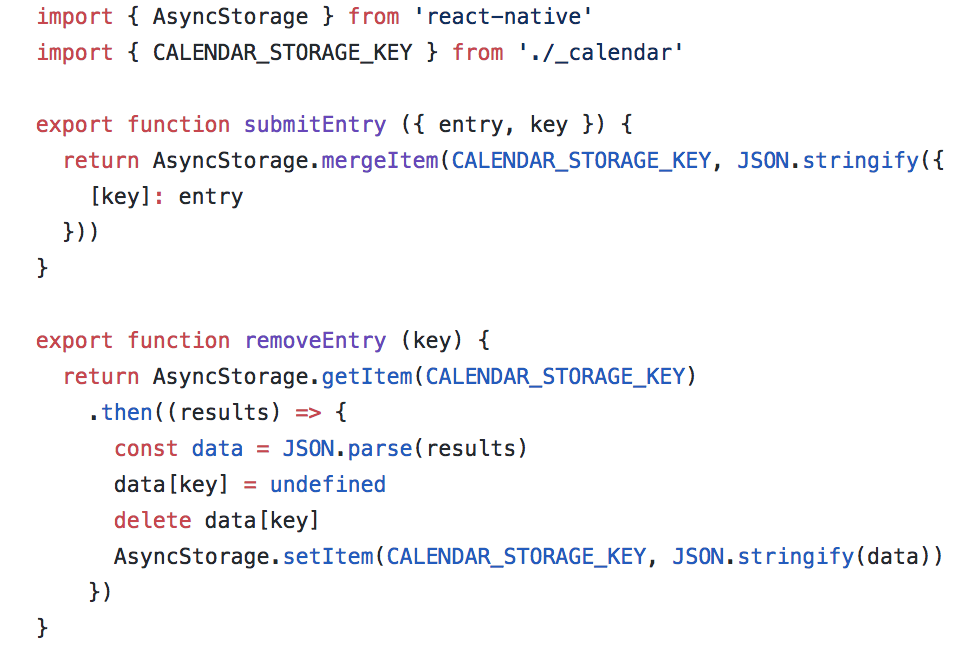 import { AsyncStorage } from 'react-native'
import { CALENDAR_STORAGE_KEY } from './_calendar'

export function submitEntry ({ entry, key }) {
  return AsyncStorage.mergeItem(CALENDAR_STORAGE_KEY, JSON.stringify({
    [key]: entry
  }))
}

export function removeEntry (key) {
  return AsyncStorage.getItem(CALENDAR_STORAGE_KEY)
    .then((results) => {
      const data = JSON.parse(results)
      data[key] = undefined
      delete data[key]
      AsyncStorage.setItem(CALENDAR_STORAGE_KEY, JSON.stringify(data))
    })
}